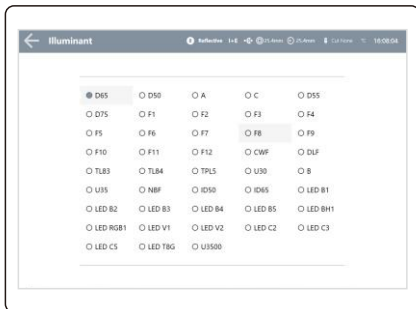 Illuminant Reflective I+E 16:06:04
D65 D50 A C D55
D75 F1 F2 F3 F4
F5 F6 F7 F8 F9
F10 F11 F12 CWF DLF
TL83 TL84 TPL5 U30 B
U35 NBF ID50 ID65 LED B1
LED B2 LED B3 LED B4 LED B5 LED BH1
LED RGB1 LED V1 LED V2 LED C2 LED C3
LED C5 LED T8G U3500